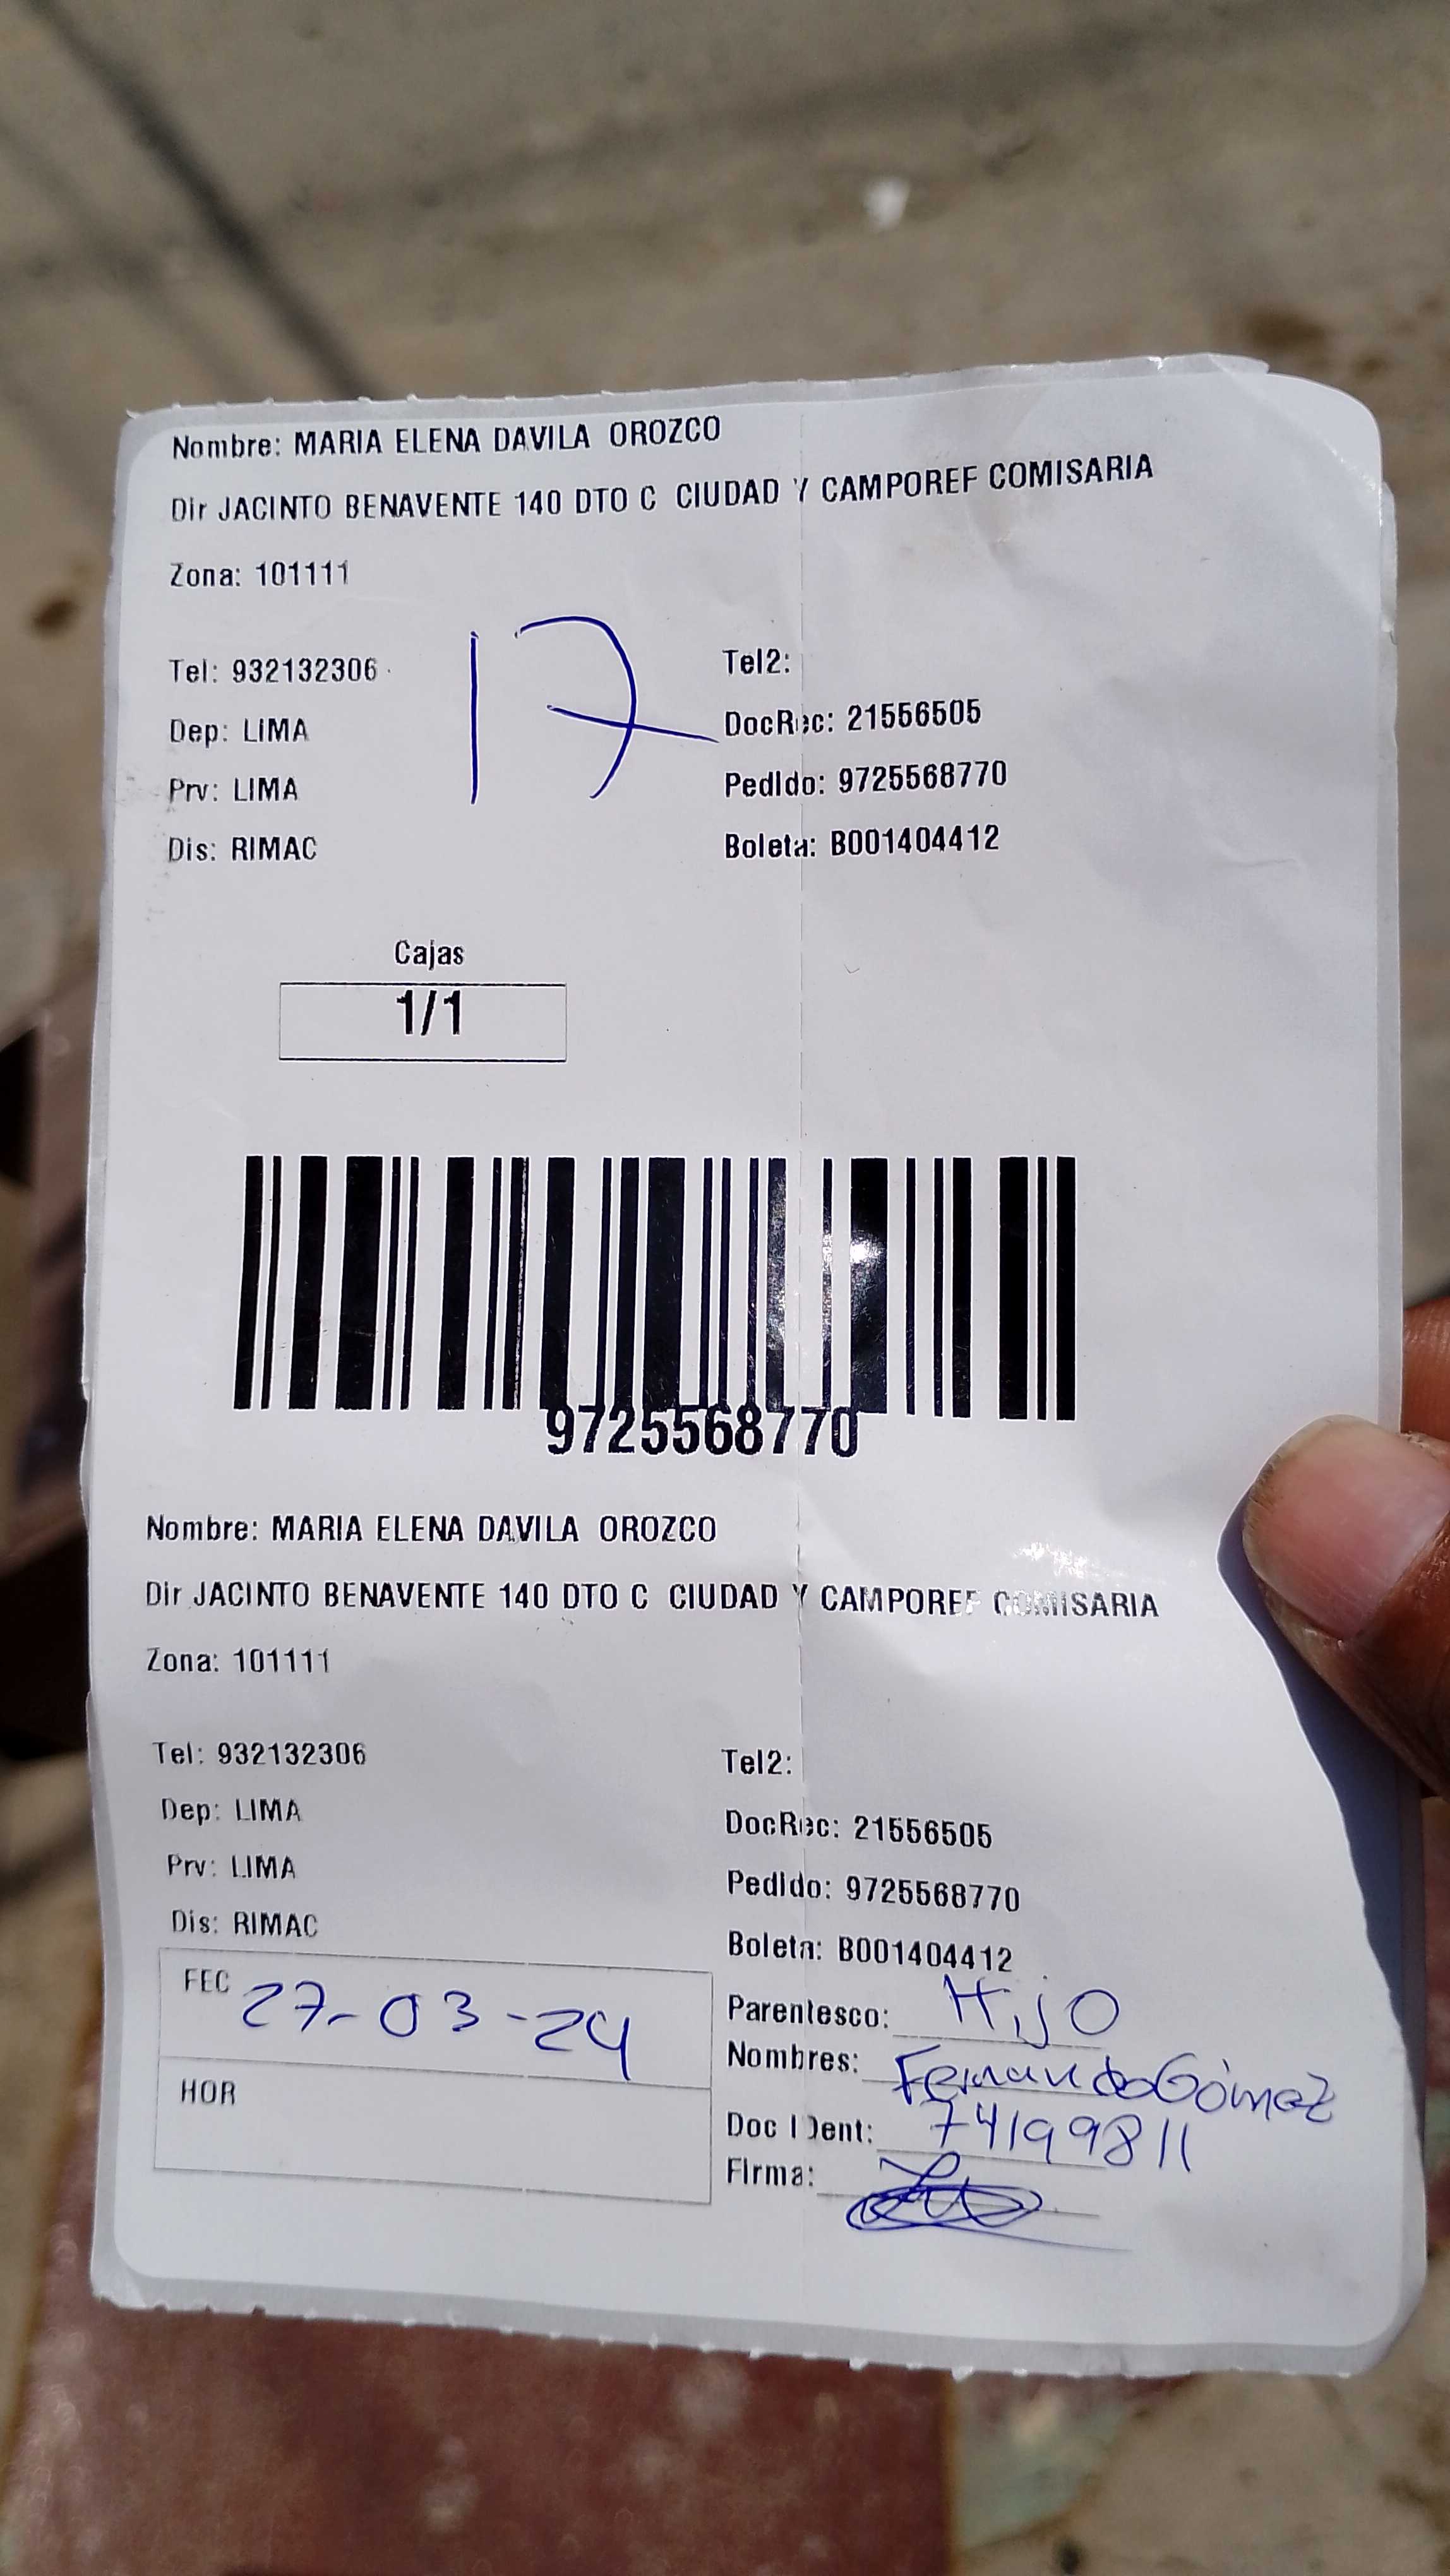 Nombre: MARIA ELENA DAVILA OROZCO
Dir JACINTO BENAVENTE 140 DTO C CIUDAD Y CAMPOREF COMISARIA
Zona: 101111
17
Tel: 932132306 Tel2:
Dep: LIMA DocRec: 21556505
Prv: LIMA Pedido: 9725568770
Dis: RIMAC Boleta: B001404412
Cajas
1/1
9725568770
Nombre: MARIA ELENA DAVILA OROZCO
Dir JACINTO BENAVENTE 140 DTO C CIUDAD Y CAMPOREF COMISARIA
Zona: 101111
Tel: 932132306 Tel2:
Dep: LIMA DocRec: 21556505
Prv: LIMA Pedido: 9725568770
Dis: RIMAC Boleta: B001404412
FEC 27-03-24 Parentesco: HIJO
Nombres: Fernando Gómez
HOR Doc Ident: 74199811
Firma: